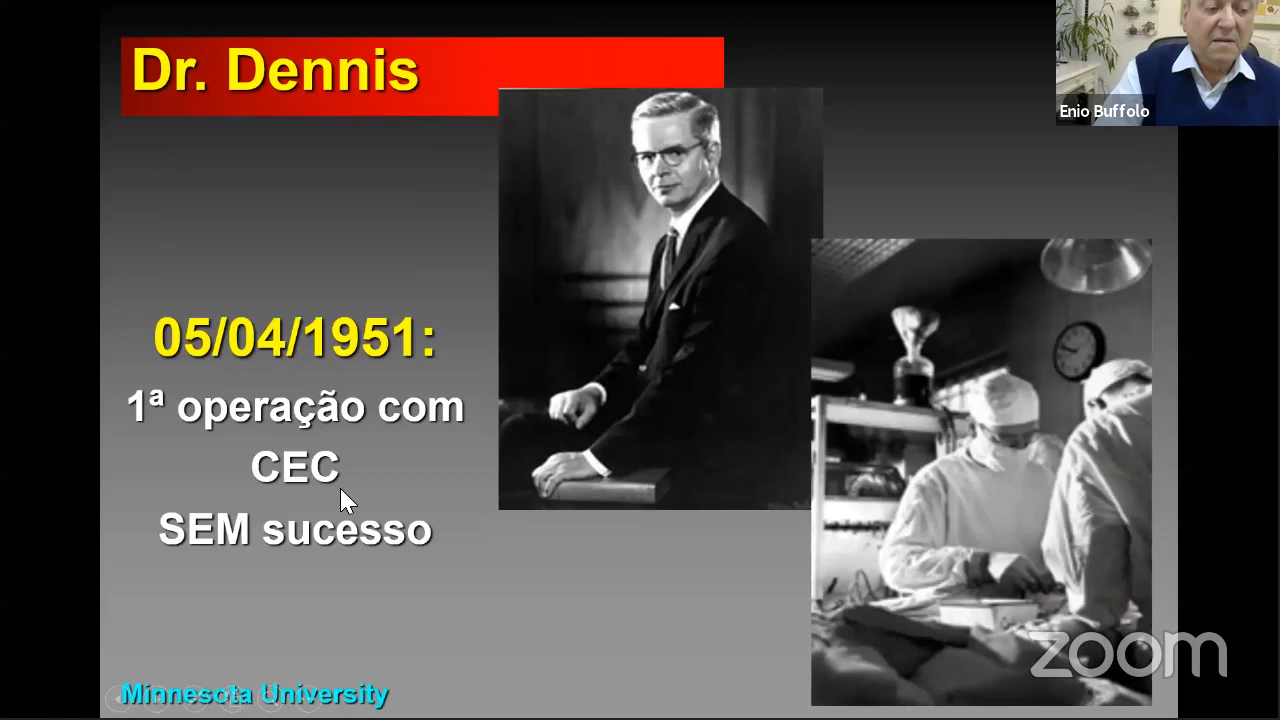 Dr. Dennis
Enio Buffolo
05/04/1951:
1ª operação com
CEC
SEM sucesso
zoom
Minnesota University